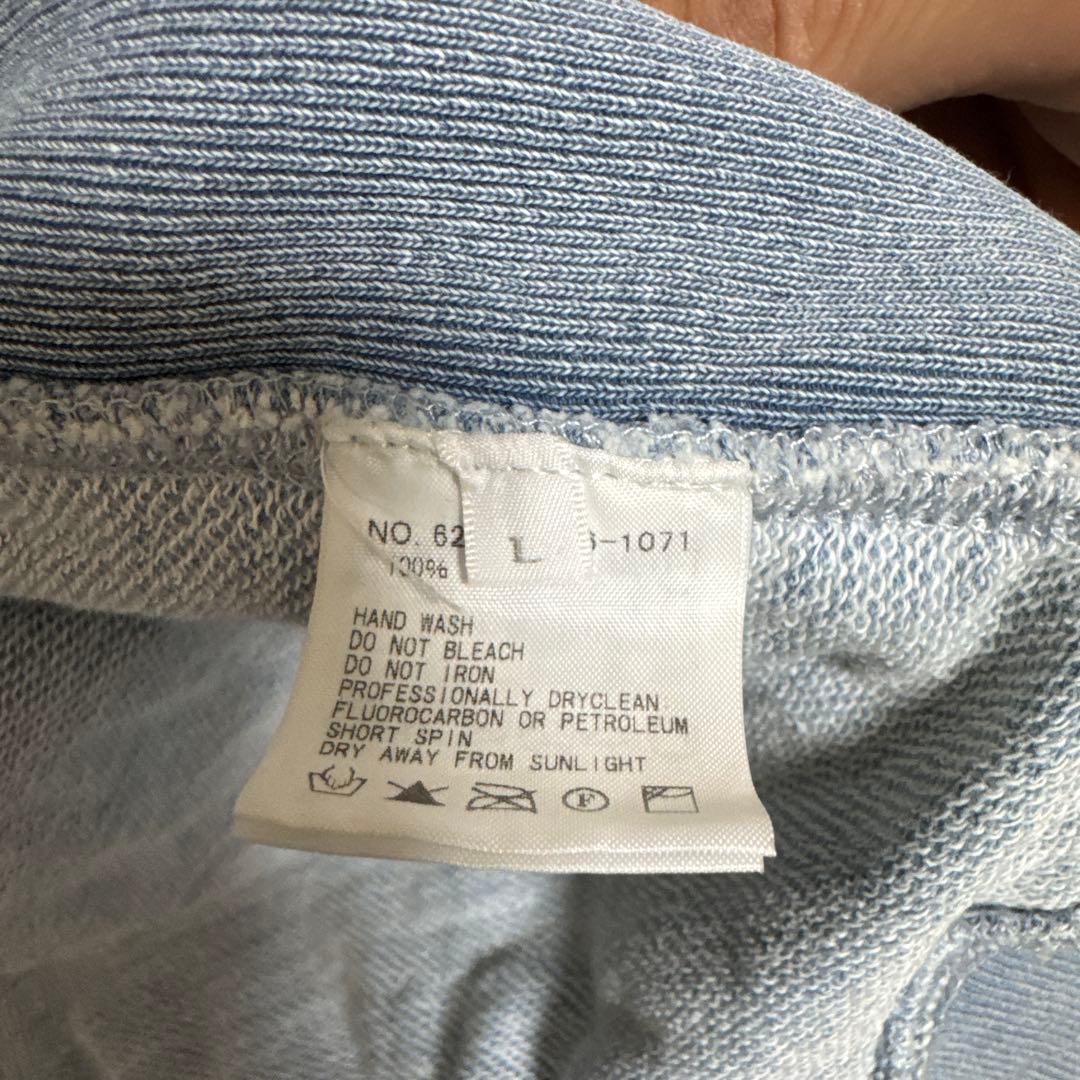 NO. 62
L
-1071
100%
HAND WASH
DO NOT BLEACH
DO NOT IRON
PROFESSIONALLY DRYCLEAN
FLUOROCARBON OR PETROLEUM
SHORT SPIN
DRY AWAY FROM SUNLIGHT
F